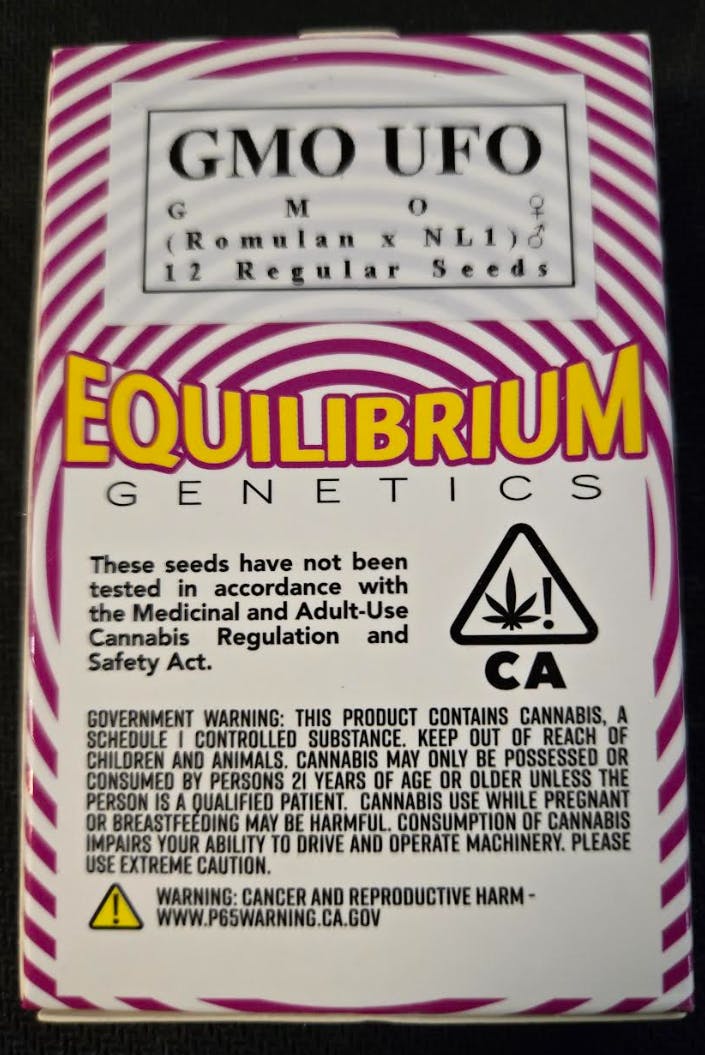 GMO UFO
G M O ♀
(Romulan x NL1)♂
12 Regular Seeds
EQUILIBRIUM
GENETICS
These seeds have not been
tested in accordance with
the Medicinal and Adult-Use
Cannabis Regulation and
Safety Act.
!
CA
GOVERNMENT WARNING: THIS PRODUCT CONTAINS CANNABIS, A
SCHEDULE I CONTROLLED SUBSTANCE. KEEP OUT OF REACH OF
CHILDREN AND ANIMALS. CANNABIS MAY ONLY BE POSSESSED OR
CONSUMED BY PERSONS 21 YEARS OF AGE OR OLDER UNLESS THE
PERSON IS A QUALIFIED PATIENT. CANNABIS USE WHILE PREGNANT
OR BREASTFEEDING MAY BE HARMFUL. CONSUMPTION OF CANNABIS
IMPAIRS YOUR ABILITY TO DRIVE AND OPERATE MACHINERY. PLEASE
USE EXTREME CAUTION.
!
WARNING: CANCER AND REPRODUCTIVE HARM -
WWW.P65WARNING.CA.GOV